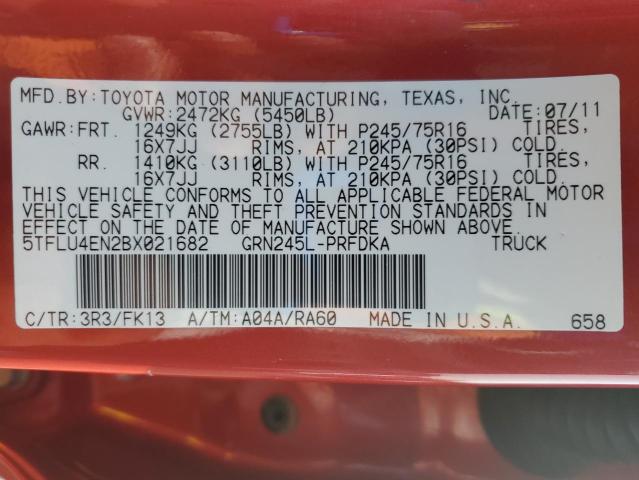 MFD.BY:TOYOTA MOTOR MANUFACTURING, TEXAS, INC.
GVWR:2472KG (5450LB) DATE:07/11
GAWR:FRT. 1249KG (2755LB) WITH P245/75R16 TIRES,
16X7JJ RIMS, AT 210KPA (30PSI) COLD.
RR. 1410KG (3110LB) WITH P245/75R16 TIRES,
16X7JJ RIMS, AT 210KPA (30PSI) COLD.
THIS VEHICLE CONFORMS TO ALL APPLICABLE FEDERAL MOTOR
VEHICLE SAFETY AND THEFT PREVENTION STANDARDS IN
EFFECT ON THE DATE OF MANUFACTURE SHOWN ABOVE.
5TFLU4EN2BX021682 GRN245L-PRFDKA TRUCK
C/TR:3R3/FK13 A/TM:A04A/RA60 MADE IN U.S.A. 658